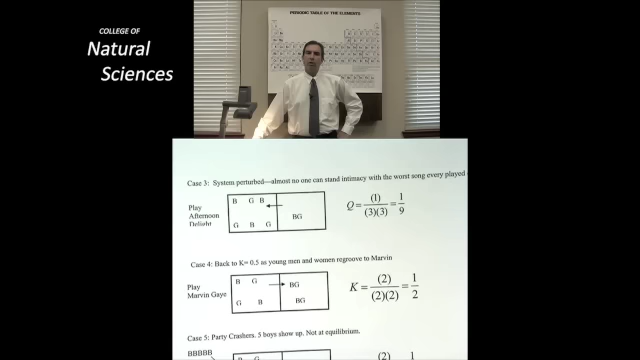 COLLEGE OF
Natural
Sciences
PERIODIC TABLE OF THE ELEMENTS
Case 3: System perturbed—almost no one can stand intimacy with the worst song every played
Play
Afternoon
Delight
B G B
BG
G B G
Q = (1) / (3)(3) = 1 / 9
Case 4: Back to K= 0.5 as young men and women regroove to Marvin
Play
Marvin Gaye
B G
BG
G B
BG
K = (2) / (2)(2) = 1 / 2
Case 5: Party Crashers. 5 boys show up. Not at equilibrium.
BBBBB
(2) 1